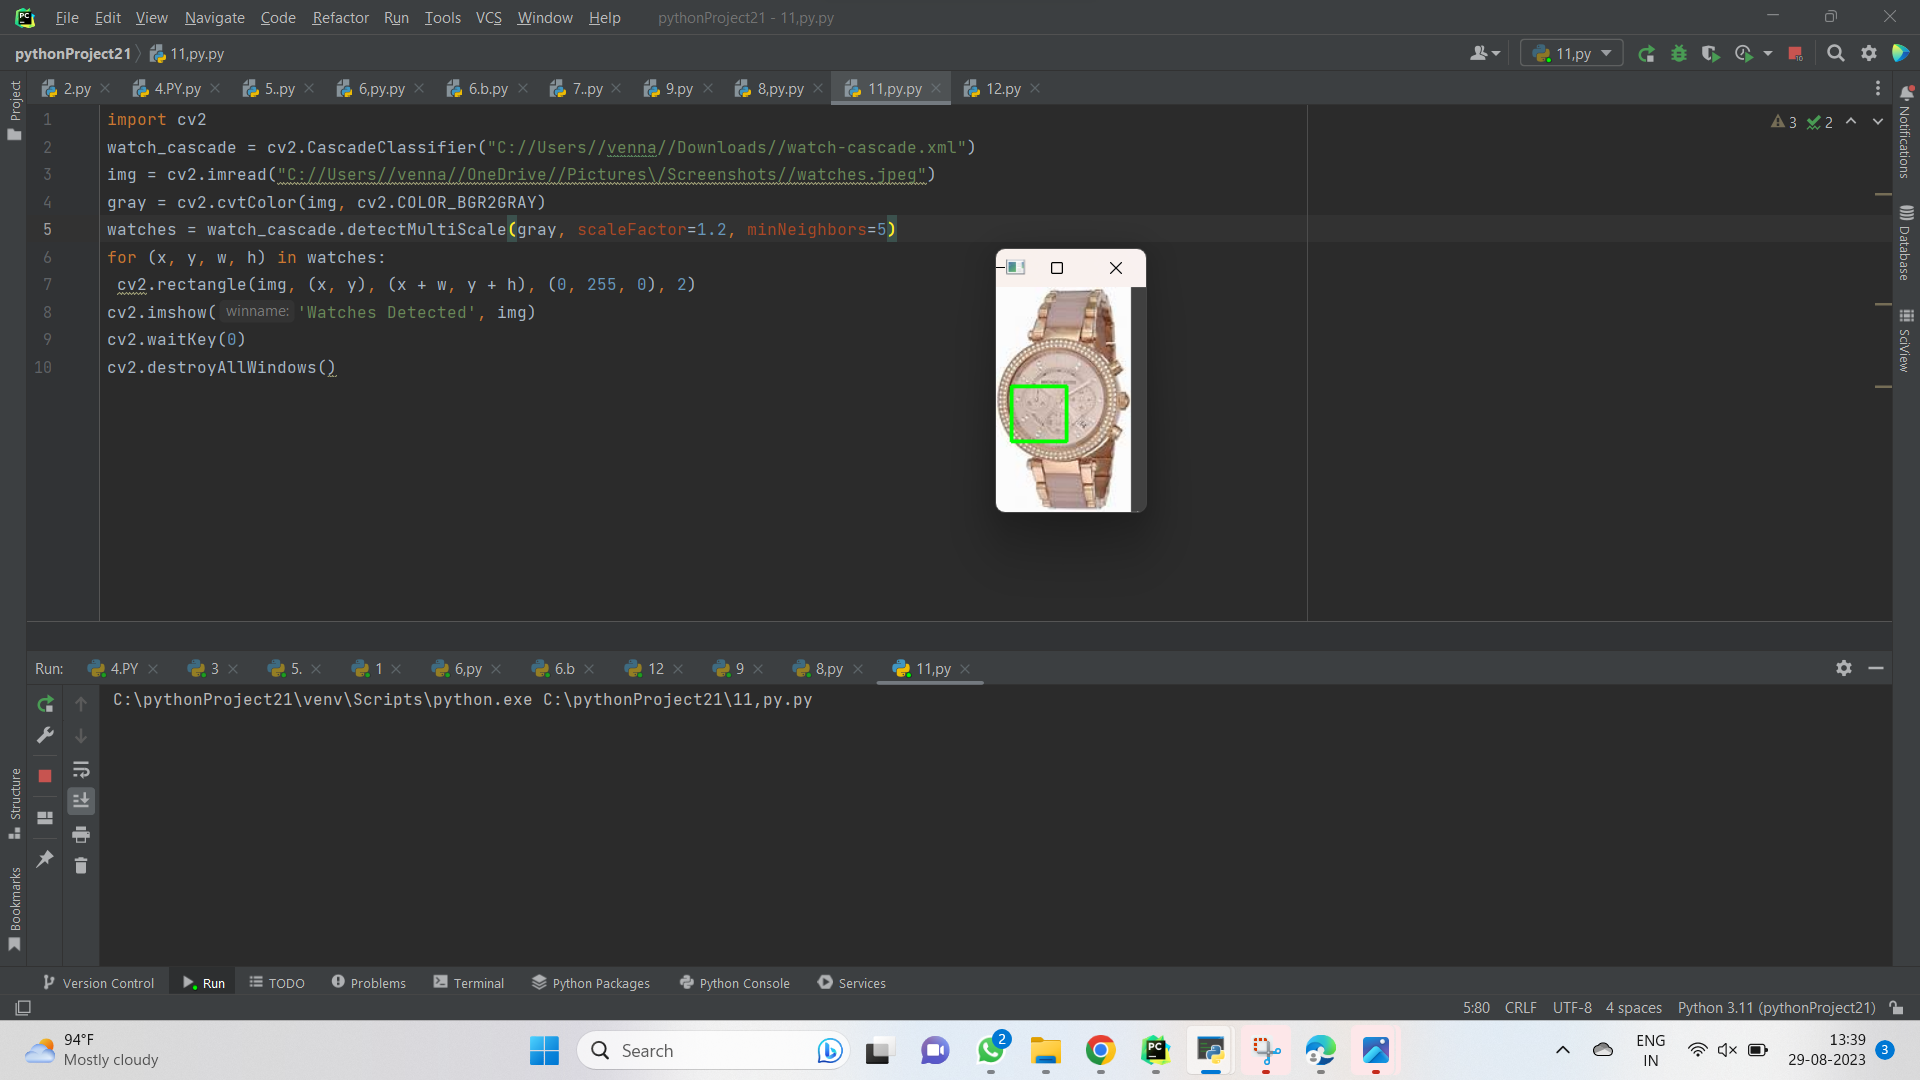 File Edit View Navigate Code Refactor Run Tools VCS Window Help pythonProject21 - 11,py.py
pythonProject21 11,py.py 11,py
2.py 4.PY.py 5..py 6,py.py 6.b.py 7..py 9.py 8,py.py 11,py.py 12.py
Project
Notifications
Database
SciView
3 2
1 import cv2
2 watch_cascade = cv2.CascadeClassifier("C://Users//venna//Downloads//watch-cascade.xml")
3 img = cv2.imread("C://Users//venna//OneDrive//Pictures\/Screenshots//watches.jpeg")
4 gray = cv2.cvtColor(img, cv2.COLOR_BGR2GRAY)
5 watches = watch_cascade.detectMultiScale(gray, scaleFactor=1.2, minNeighbors=5)
6 for (x, y, w, h) in watches:
7 cv2.rectangle(img, (x, y), (x + w, y + h), (0, 255, 0), 2)
8 cv2.imshow( winname: 'Watches Detected', img)
9 cv2.waitKey(0)
10 cv2.destroyAllWindows()
Run: 4.PY 3 5. 1 6,py 6.b 12 9 8,py 11,py
C:\pythonProject21\venv\Scripts\python.exe C:\pythonProject21\11,py.py
Structure
Bookmarks
Version Control Run TODO Problems Terminal Python Packages Python Console Services
5:80 CRLF UTF-8 4 spaces Python 3.11 (pythonProject21)
94°F
Mostly cloudy
Search
2
ENG
IN
13:39
29-08-2023
3